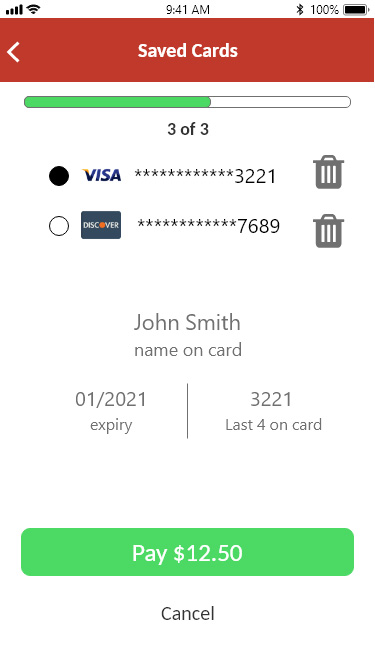 9:41 AM 100%
Saved Cards
3 of 3
VISA ************3221
DISCOVER ************7689
John Smith
name on card
01/2021 3221
expiry Last 4 on card
Pay $12.50
Cancel